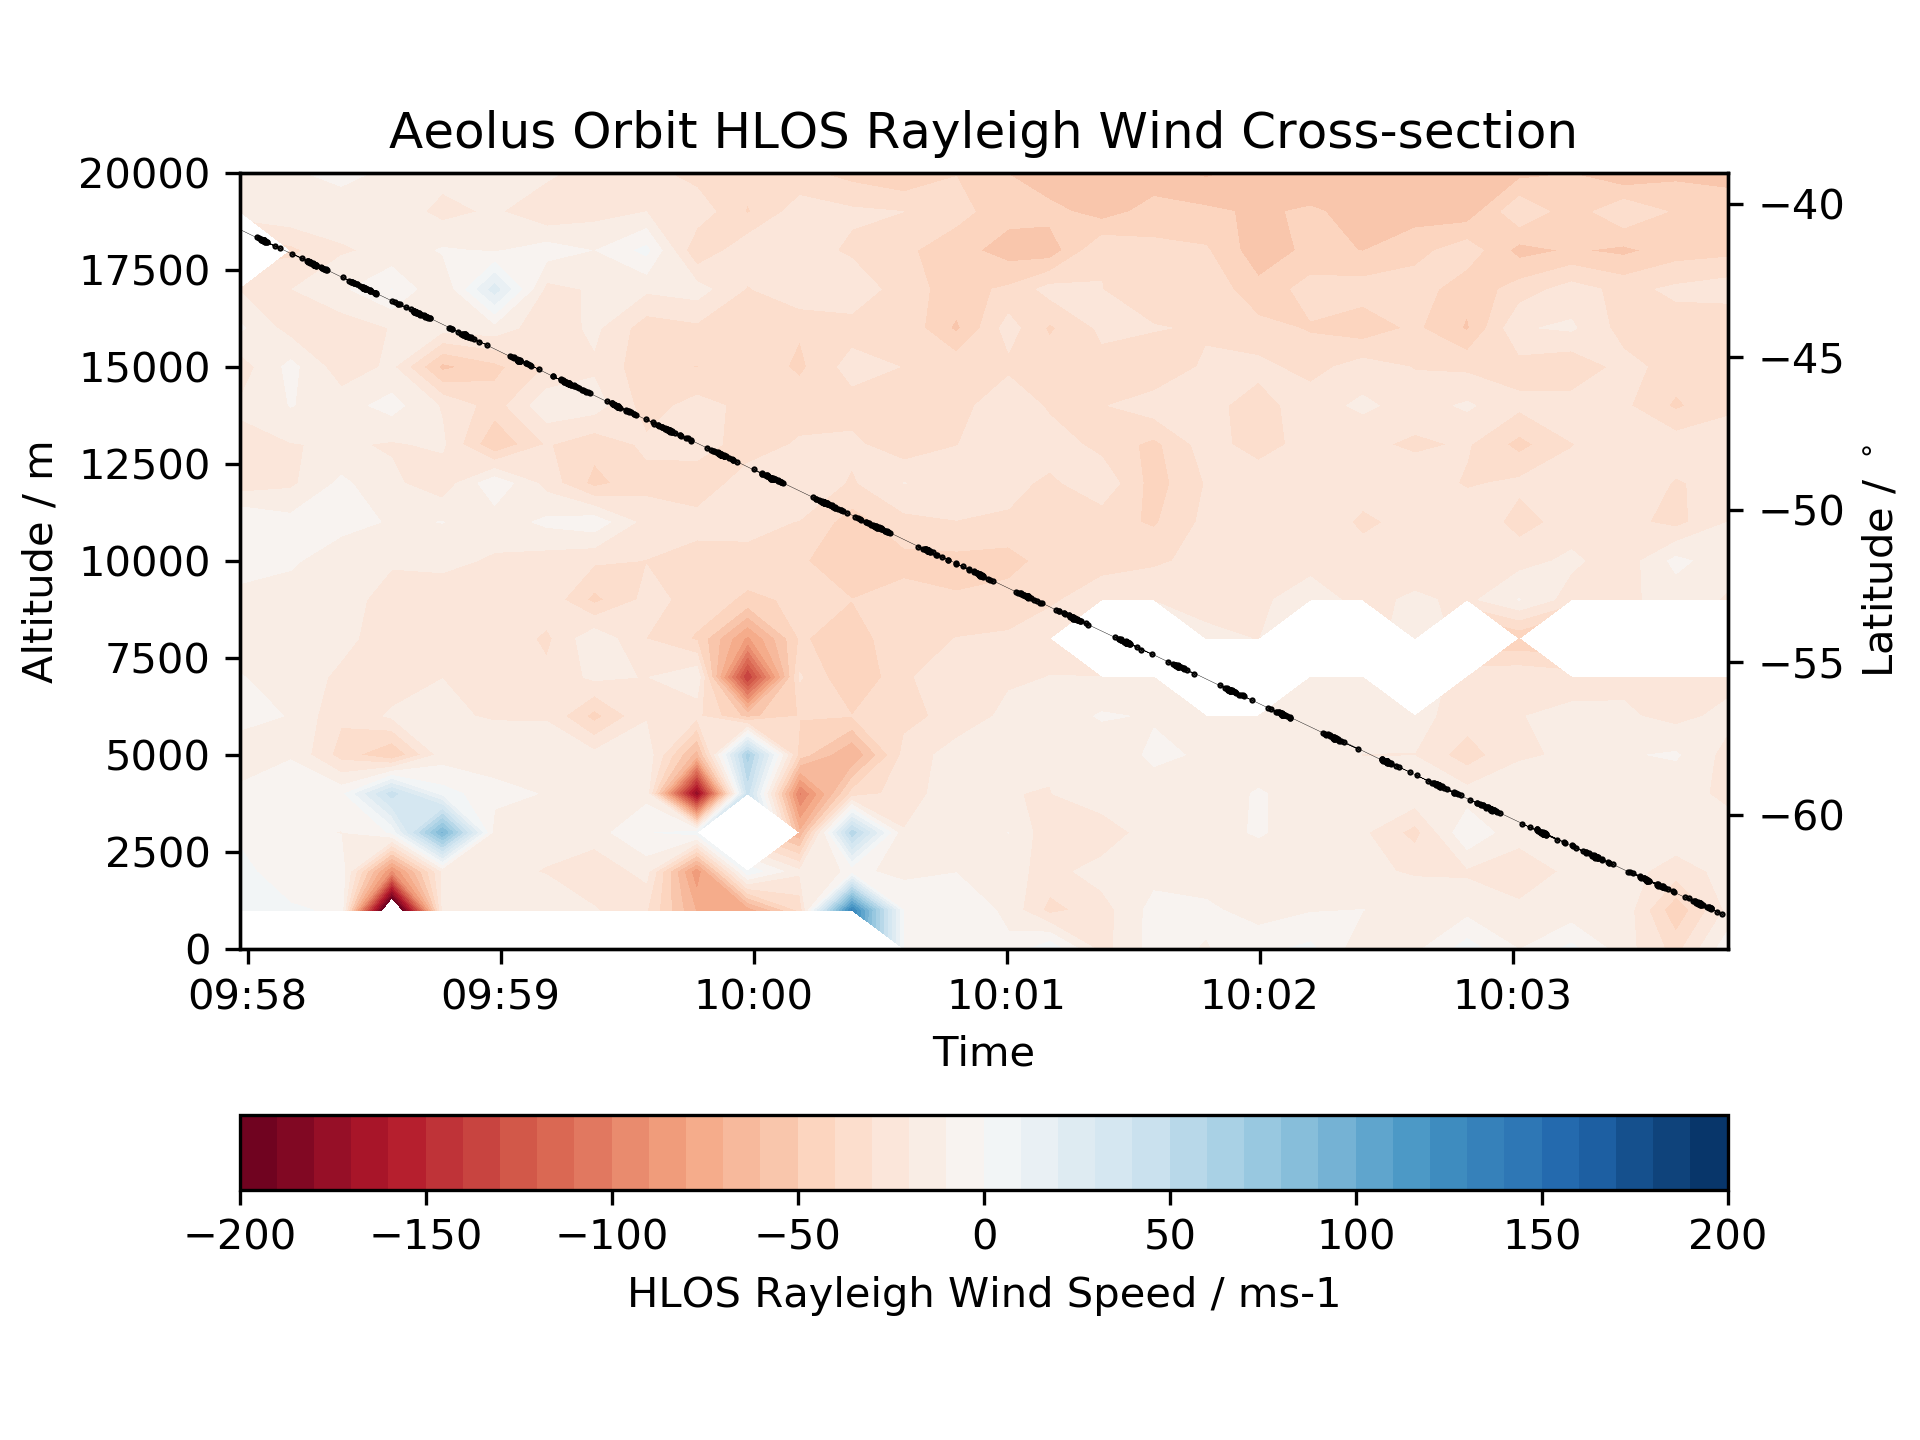 Aeolus Orbit HLOS Rayleigh Wind Cross-section
20000
17500
15000
12500
10000
7500
5000
2500
0
Altitude / m
−40
−45
−50
−55
−60
Latitude / °
09:58 09:59 10:00 10:01 10:02 10:03
Time
−200 −150 −100 −50 0 50 100 150 200
HLOS Rayleigh Wind Speed / ms-1